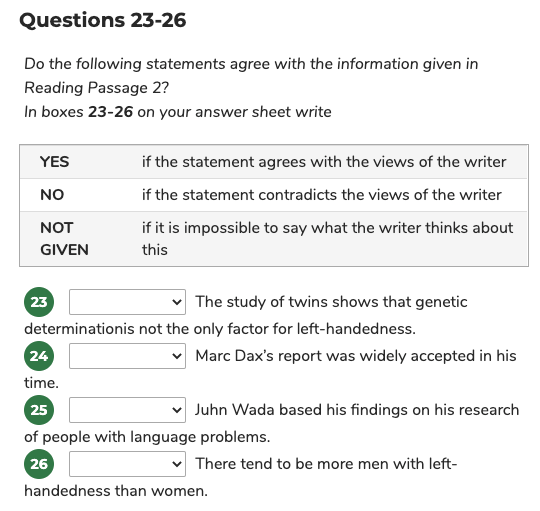 Questions 23-26
Do the following statements agree with the information given in
Reading Passage 2?
In boxes 23-26 on your answer sheet write
YES if the statement agrees with the views of the writer
NO if the statement contradicts the views of the writer
NOT GIVEN if it is impossible to say what the writer thinks about this
23 The study of twins shows that genetic
determinationis not the only factor for left-handedness.
24 Marc Dax's report was widely accepted in his
time.
25 Juhn Wada based his findings on his research
of people with language problems.
26 There tend to be more men with left-
handedness than women.